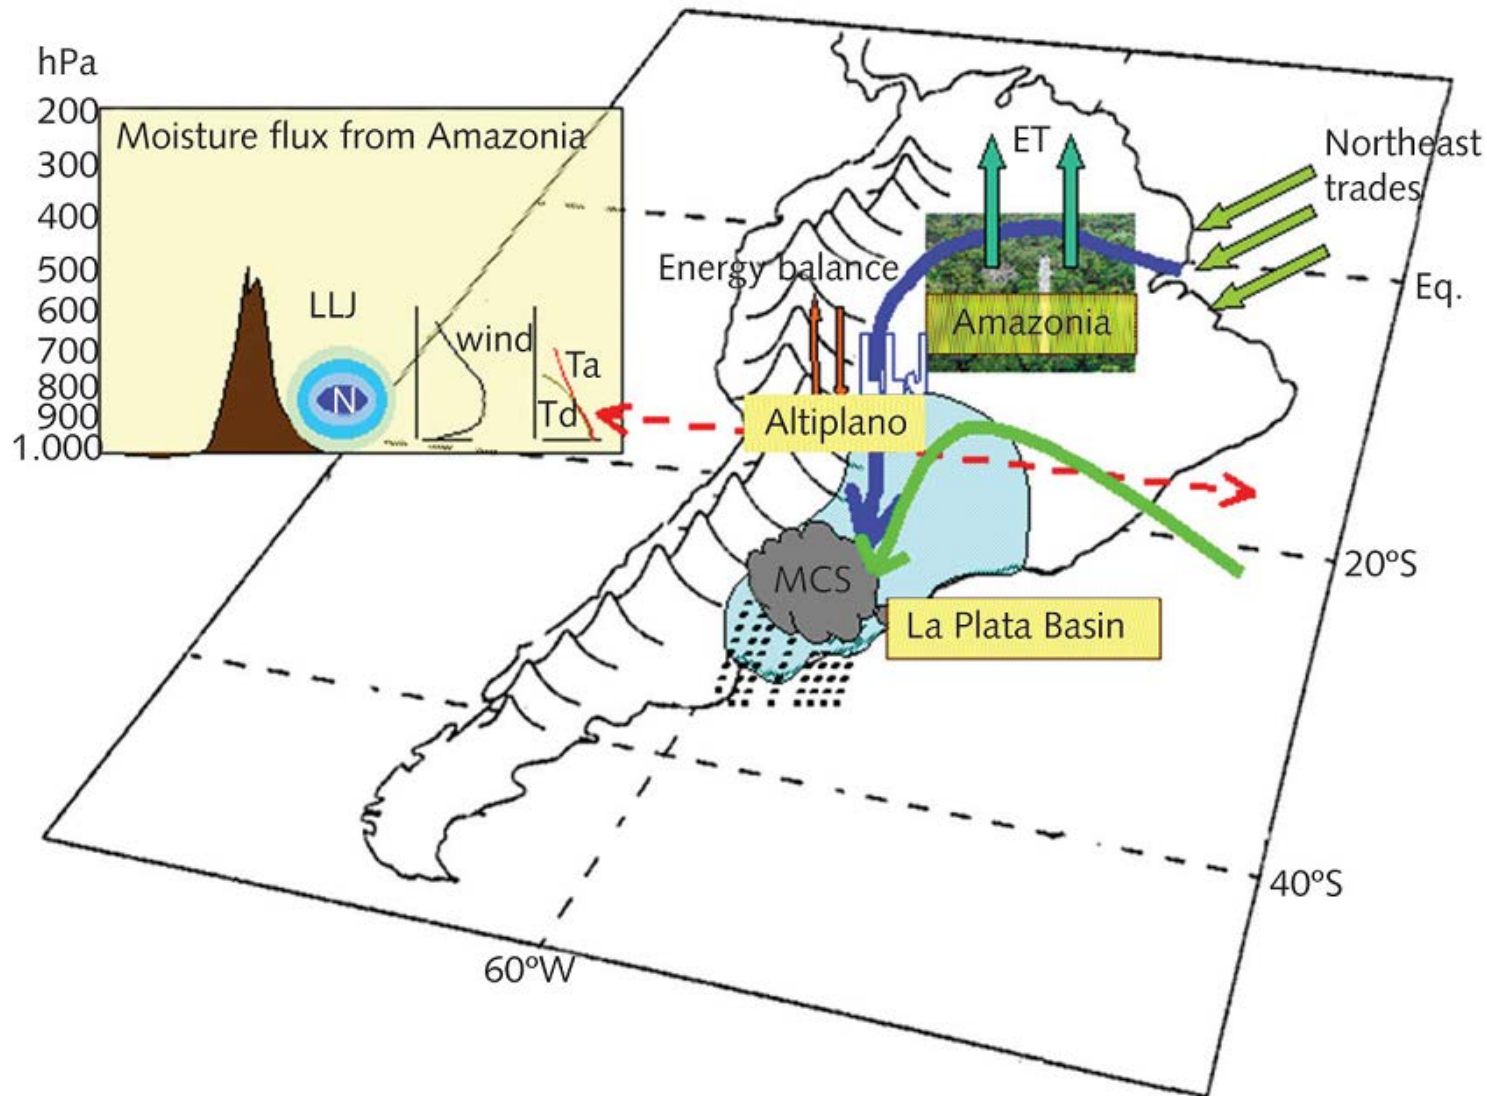 hPa
200
300
400
500
600
700
800
900
1.000
Moisture flux from Amazonia
LLJ
N
wind
Ta
Td
ET
Northeast
trades
Energy balance
Amazonia
Eq.
LLJ
Altiplano
MCS
20°S
La Plata Basin
40°S
60°W